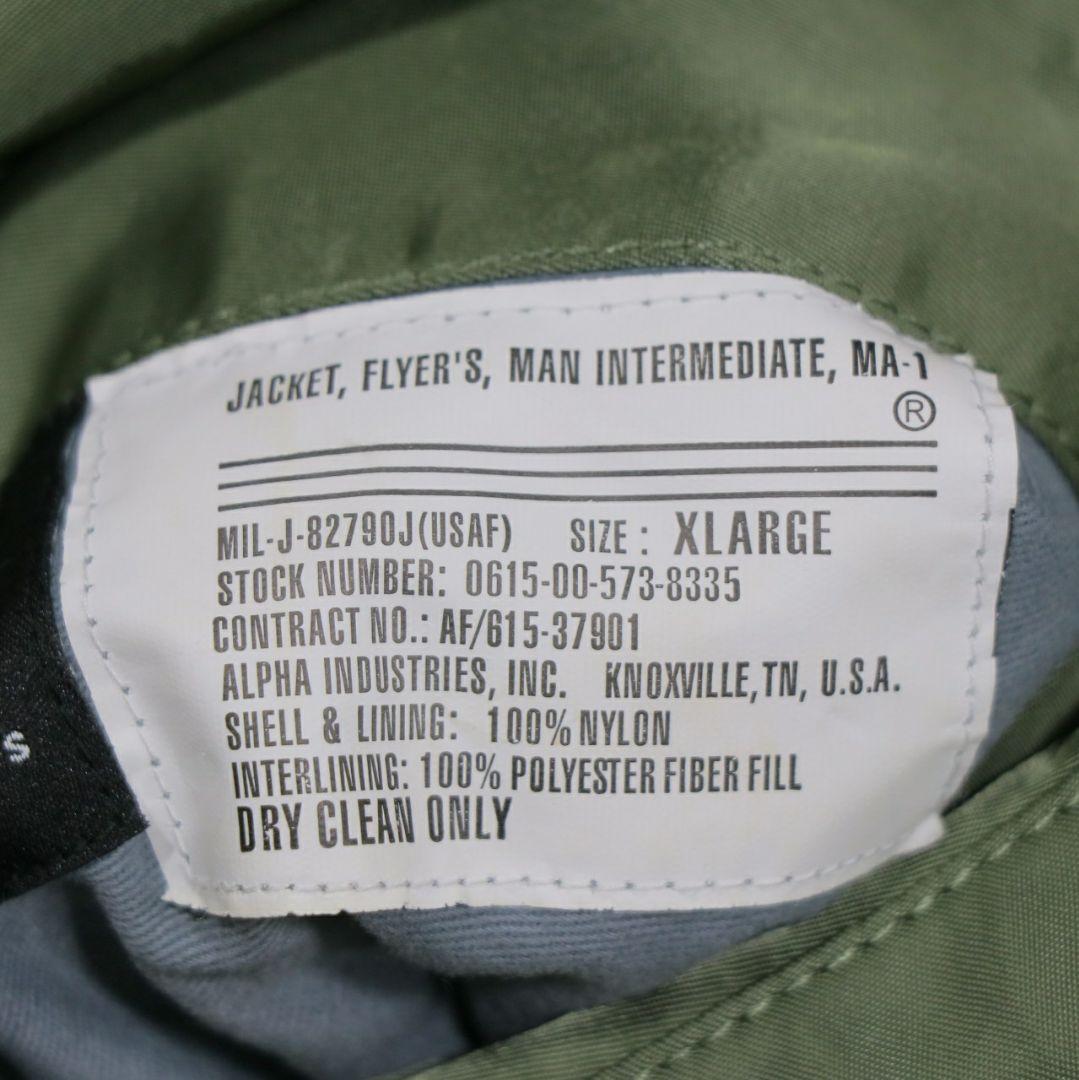 JACKET, FLYER'S, MAN INTERMEDIATE, MA-1
®
MIL-J-82790J(USAF) SIZE : XLARGE
STOCK NUMBER: 0615-00-573-8335
CONTRACT NO.: AF/615-37901
ALPHA INDUSTRIES, INC. KNOXVILLE, TN, U.S.A.
SHELL & LINING: 100% NYLON
INTERLINING: 100% POLYESTER FIBER FILL
DRY CLEAN ONLY
S